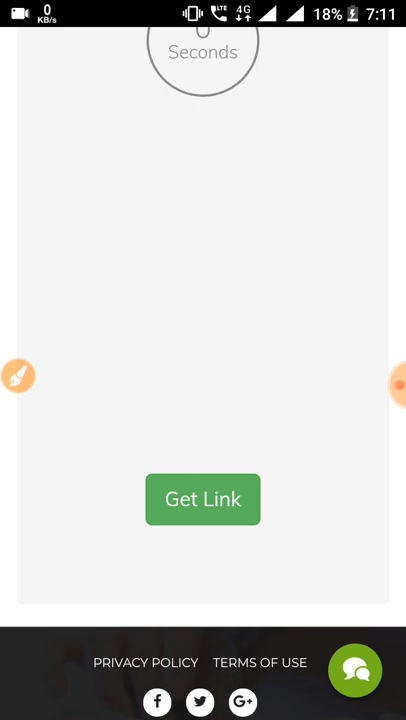 0
KB/s
LTE
4G
18%
7:11
0
Seconds
Get Link
PRIVACY POLICY TERMS OF USE
f
G+